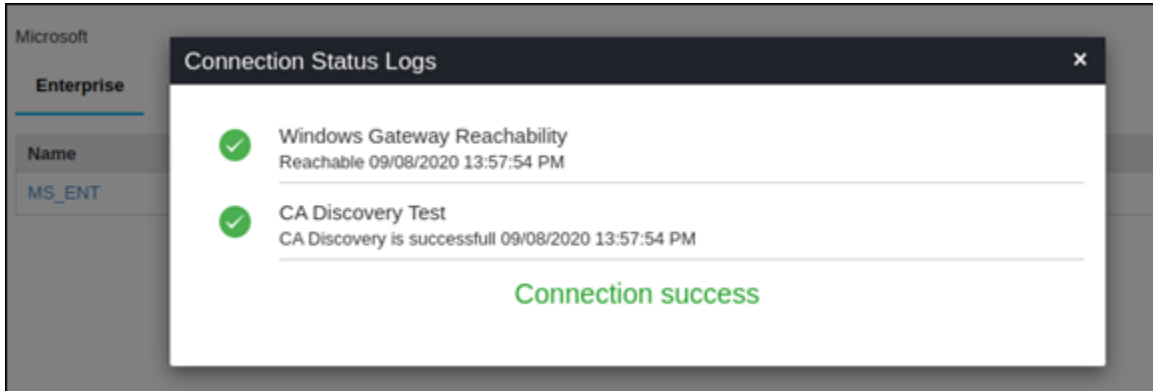 Microsoft
Connection Status Logs ×
Enterprise
Windows Gateway Reachability
Reachable 09/08/2020 13:57:54 PM
Name
MS_ENT
CA Discovery Test
CA Discovery is successfull 09/08/2020 13:57:54 PM
Connection success